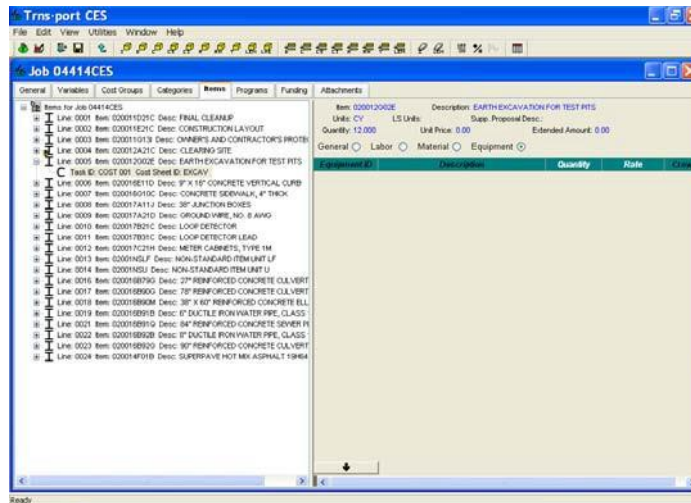 Trns·port CES
File Edit View Utilities Window Help
Job 04414CES
General Variables Cost Groups Categories Items Programs Funding Attachments
Items for Job 04414CES
Line: 0001 Item: 020011D21C Desc: FINAL CLEANUP
Line: 0002 Item: 020011E21C Desc: CONSTRUCTION LAYOUT
Line: 0003 Item: 020011G13I Desc: OWNER'S AND CONTRACTOR'S PROTE
Line: 0004 Item: 020012A21C Desc: CLEARING SITE
Line: 0005 Item: 020012002E Desc: EARTH EXCAVATION FOR TEST PITS
Task ID: COST 001 Cost Sheet ID: EXCAV
Line: 0006 Item: 020016E11D Desc: 9" X 16" CONCRETE VERTICAL CURB
Line: 0007 Item: 020016G10C Desc: CONCRETE SIDEWALK, 4" THICK
Line: 0008 Item: 020017A11J Desc: 38" JUNCTION BOXES
Line: 0009 Item: 020017A21D Desc: GROUND WIRE, NO. 8 AWG
Line: 0010 Item: 020017B21C Desc: LOOP DETECTOR
Line: 0011 Item: 020017B31C Desc: LOOP DETECTOR LEAD
Line: 0012 Item: 020017C21H Desc: METER CABINETS, TYPE 1M
Line: 0013 Item: 02001NSLF Desc: NON-STANDARD ITEM UNIT LF
Line: 0014 Item: 02001NSU Desc: NON-STANDARD ITEM UNIT U
Line: 0016 Item: 020016B79G Desc: 27" REINFORCED CONCRETE CULVERT
Line: 0017 Item: 020016B90G Desc: 78" REINFORCED CONCRETE CULVERT
Line: 0018 Item: 020016B90M Desc: 38" X 60" REINFORCED CONCRETE ELL
Line: 0019 Item: 020016B91B Desc: 6" DUCTILE IRON WATER PIPE, CLASS
Line: 0021 Item: 020016B91Q Desc: 84" REINFORCED CONCRETE SEWER PI
Line: 0022 Item: 020016B92B Desc: 8" DUCTILE IRON WATER PIPE, CLASS
Line: 0023 Item: 020016B92G Desc: 90" REINFORCED CONCRETE CULVERT
Line: 0024 Item: 020014F01B Desc: SUPERPAVE HOT MIX ASPHALT 19H64
Item: 020012002E Description: EARTH EXCAVATION FOR TEST PITS
Units: CY LS Units: Supp. Proposal Desc.:
Quantity: 12.000 Unit Price: 0.00 Extended Amount: 0.00
General Labor Material Equipment
Equipment ID Description Quantity Rate Crew
Ready